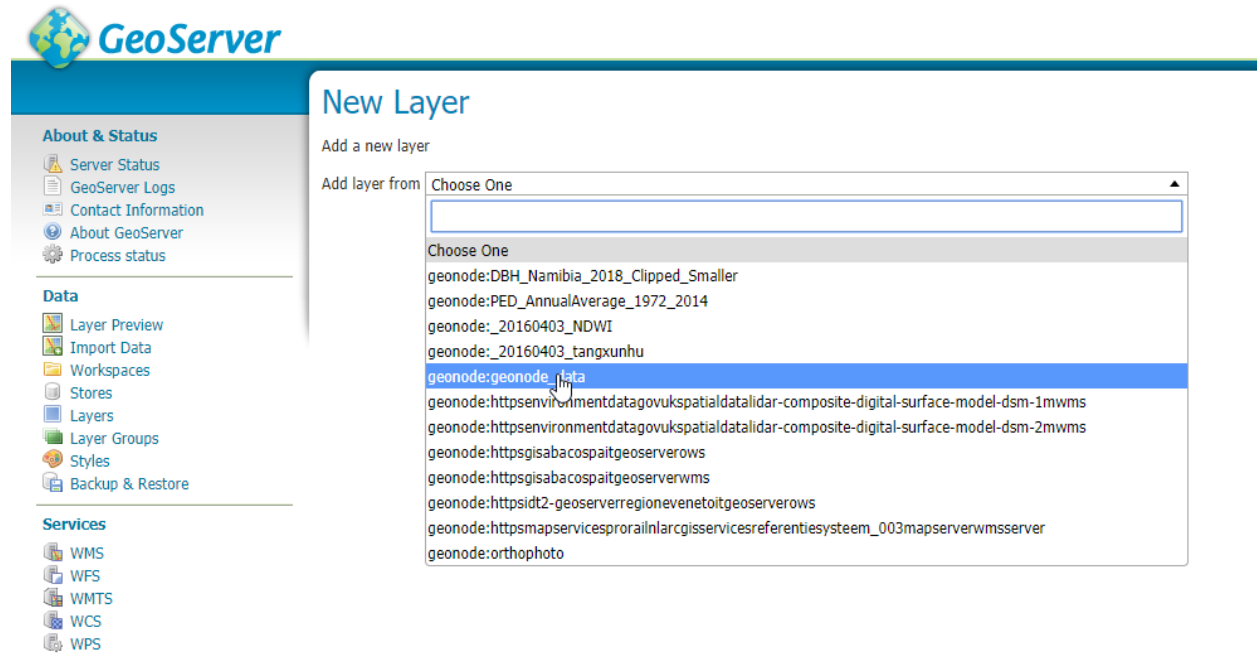 GeoServer
New Layer
Add a new layer
Add layer from Choose One
Choose One
geonode:DBH_Namibia_2018_Clipped_Smaller
geonode:PED_AnnualAverage_1972_2014
geonode:_20160403_NDWI
geonode:_20160403_tangxunhu
geonode:geonode_data
geonode:httpsenvironmentdatagovukspatialdatalidar-composite-digital-surface-model-dsm-1mwms
geonode:httpsenvironmentdatagovukspatialdatalidar-composite-digital-surface-model-dsm-2mwms
geonode:httpsgisabacospaitgeoserverows
geonode:httpsgisabacospaitgeoserverwms
geonode:httpsidt2-geoserverregionevenetoitgeoserverows
geonode:httpsmapservicesprorailnlarcgisservicesreferentiesysteem_003mapserverwmsserver
geonode:orthophoto
About & Status
Server Status
GeoServer Logs
Contact Information
About GeoServer
Process status
Data
Layer Preview
Import Data
Workspaces
Stores
Layers
Layer Groups
Styles
Backup & Restore
Services
WMS
WFS
WMTS
WCS
WPS